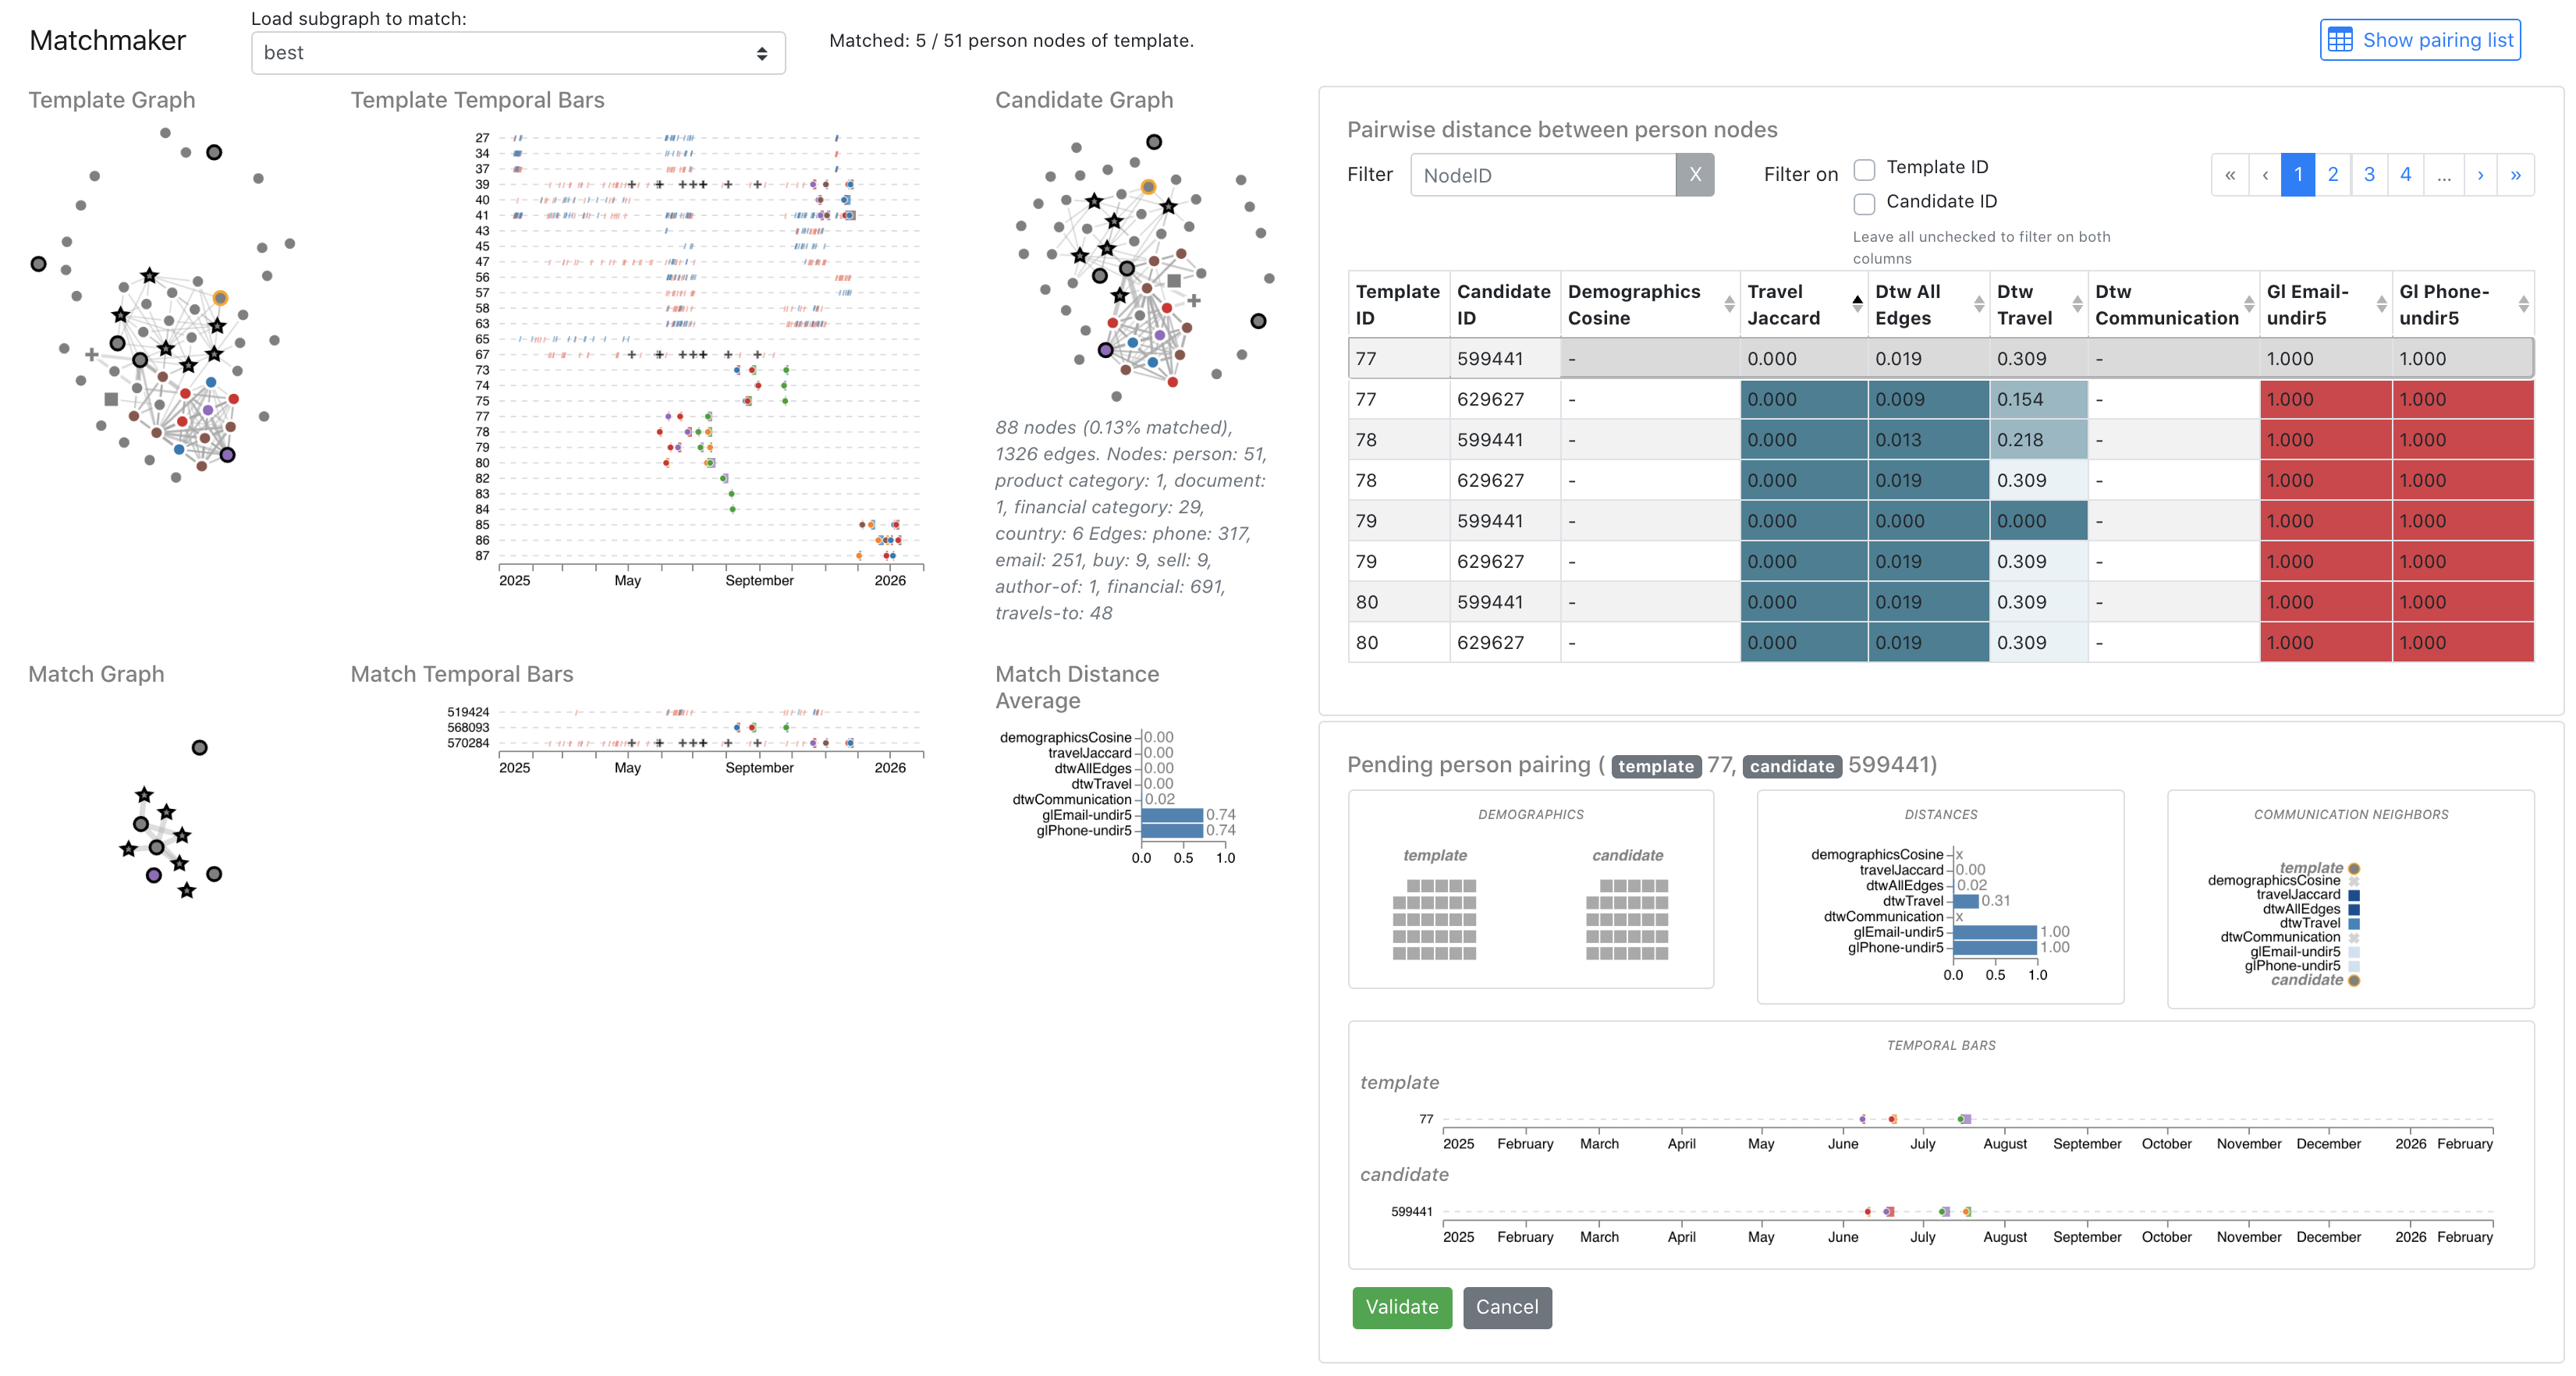 Matchmaker
Load subgraph to match:
best
Matched: 5 / 51 person nodes of template.
Show pairing list
Template Graph
Template Temporal Bars
27
34
37
39
40
41
43
45
47
56
57
58
63
65
67
73
74
75
77
78
79
80
82
83
84
85
86
87
2025 May September 2026
Candidate Graph
88 nodes (0.13% matched),
1326 edges. Nodes: person: 51,
product category: 1, document:
1, financial category: 29,
country: 6 Edges: phone: 317,
email: 251, buy: 9, sell: 9,
author-of: 1, financial: 691,
travels-to: 48
Match Graph
Match Temporal Bars
519424
568093
570284
2025 May September 2026
Match Distance
Average
demographicsCosine 0.00
travelJaccard 0.00
dtwAllEdges 0.00
dtwTravel 0.00
dtwCommunication 0.02
glEmail-undir5 0.74
glPhone-undir5 0.74
0.0 0.5 1.0
Pairwise distance between person nodes
Filter NodeID X Filter on Template ID
Candidate ID
Leave all unchecked to filter on both
columns
« ‹ 1 2 3 4 ... › »
Template ID Candidate ID Demographics Cosine Travel Jaccard Dtw All Edges Dtw Travel Dtw Communication Gl Email-undir5 Gl Phone-undir5
77 599441 - 0.000 0.019 0.309 - 1.000 1.000
77 629627 - 0.000 0.009 0.154 - 1.000 1.000
78 599441 - 0.000 0.013 0.218 - 1.000 1.000
78 629627 - 0.000 0.019 0.309 - 1.000 1.000
79 599441 - 0.000 0.000 0.000 - 1.000 1.000
79 629627 - 0.000 0.019 0.309 - 1.000 1.000
80 599441 - 0.000 0.019 0.309 - 1.000 1.000
80 629627 - 0.000 0.019 0.309 - 1.000 1.000
Pending person pairing ( template 77, candidate 599441)
DEMOGRAPHICS
template candidate
DISTANCES
demographicsCosine x
travelJaccard 0.00
dtwAllEdges 0.02
dtwTravel 0.31
dtwCommunication x
glEmail-undir5 1.00
glPhone-undir5 1.00
0.0 0.5 1.0
COMMUNICATION NEIGHBORS
template
demographicsCosine
travelJaccard
dtwAllEdges
dtwTravel
dtwCommunication
glEmail-undir5
glPhone-undir5
candidate
TEMPORAL BARS
template
77
2025 February March April May June July August September October November December 2026 February
candidate
599441
2025 February March April May June July August September October November December 2026 February
Validate Cancel